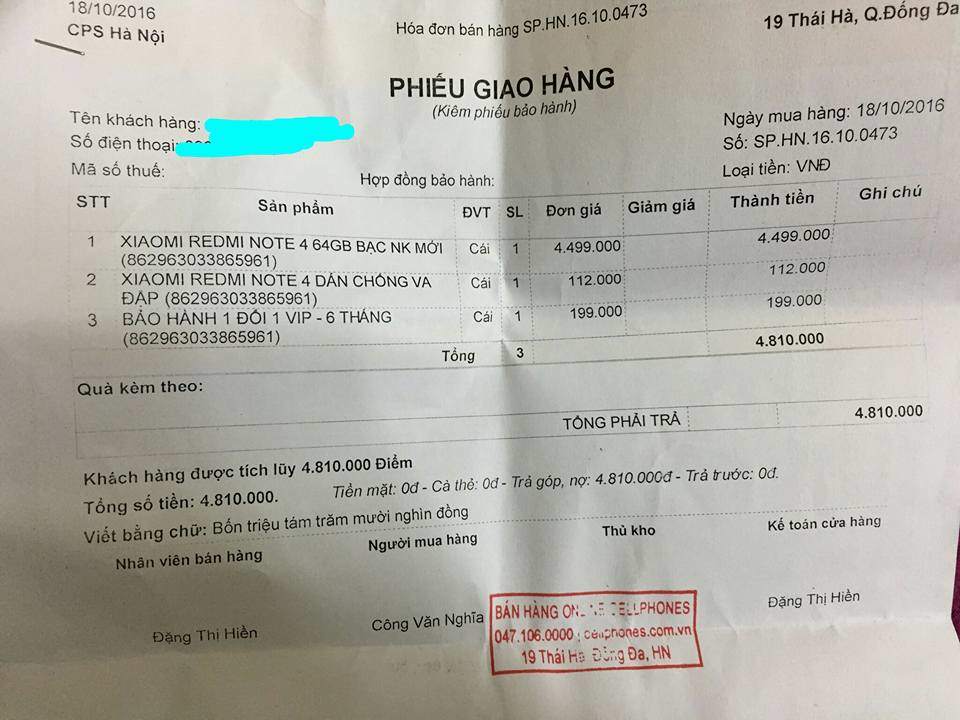 18/10/2016
CPS Hà Nội
Hóa đơn bán hàng SP.HN.16.10.0473
19 Thái Hà, Q.Đống Đa
PHIẾU GIAO HÀNG
(Kiêm phiếu bảo hành)
Tên khách hàng:
Số điện thoại:
Mã số thuế:
Hợp đồng bảo hành:
Ngày mua hàng: 18/10/2016
Số: SP.HN.16.10.0473
Loại tiền: VNĐ
STT Sản phẩm ĐVT SL Đơn giá Giảm giá Thành tiền Ghi chú
1 XIAOMI REDMI NOTE 4 64GB BẠC NK MỚI Cái 1 4.499.000 4.499.000
(862963033865961)
2 XIAOMI REDMI NOTE 4 DÁN CHỐNG VA Cái 1 112.000 112.000
ĐẬP (862963033865961)
3 BẢO HÀNH 1 ĐỔI 1 VIP - 6 THÁNG Cái 1 199.000 199.000
(862963033865961)
Tổng 3 4.810.000
Quà kèm theo:
TỔNG PHẢI TRẢ 4.810.000
Khách hàng được tích lũy 4.810.000 Điểm
Tổng số tiền: 4.810.000. Tiền mặt: 0đ - Cà thẻ: 0đ - Trả góp, nợ: 4.810.000đ - Trả trước: 0đ.
Viết bằng chữ: Bốn triệu tám trăm mười nghìn đồng
Nhân viên bán hàng Người mua hàng Thủ kho Kế toán cửa hàng
Đặng Thị Hiền Công Văn Nghĩa Đặng Thị Hiền
BÁN HÀNG ONLINE CELLPHONES
047.106.0000 cellphones.com.vn
19 Thái Hà Đống Đa, HN